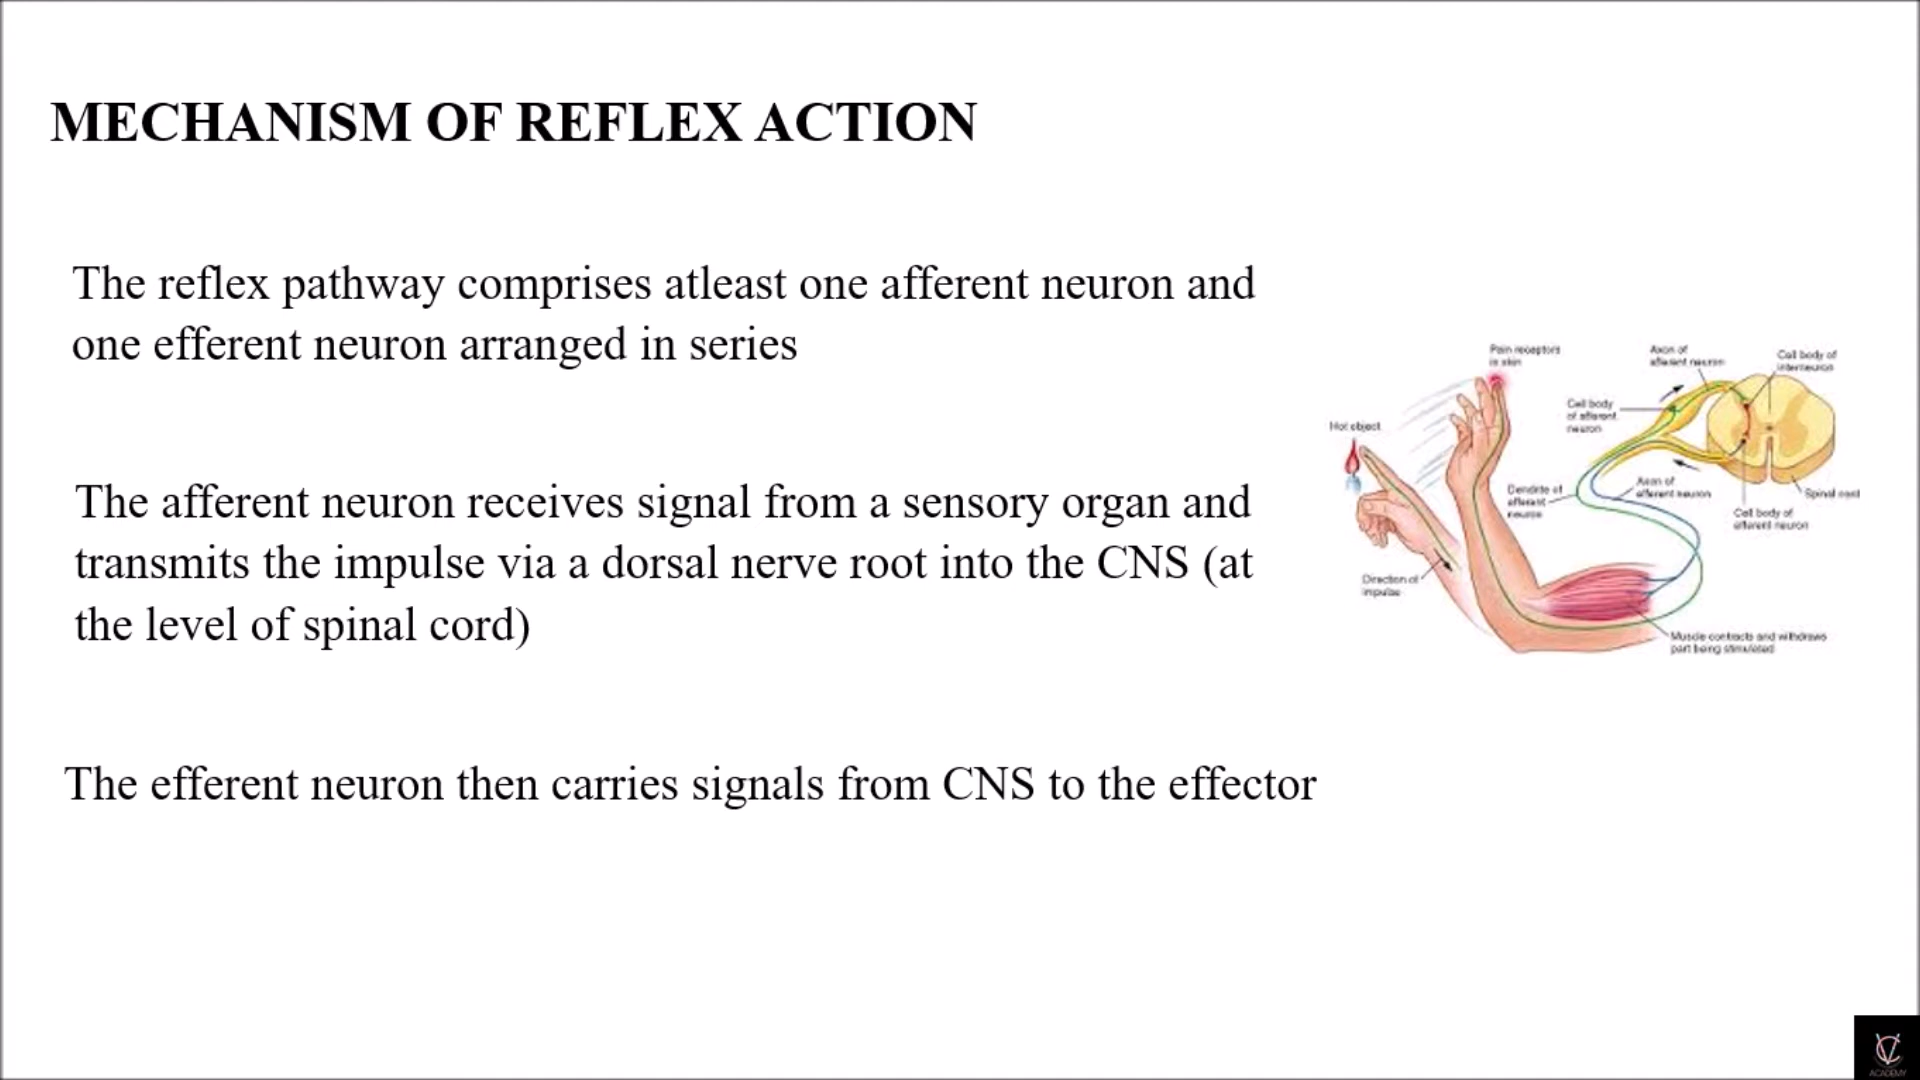 MECHANISM OF REFLEX ACTION
The reflex pathway comprises atleast one afferent neuron and
one efferent neuron arranged in series
The afferent neuron receives signal from a sensory organ and
transmits the impulse via a dorsal nerve root into the CNS (at
the level of spinal cord)
The efferent neuron then carries signals from CNS to the effector
Pain receptors
in skin
Axon of
afferent neuron
Cell body of
interneuron
Cell body
of afferent
neuron
Hot object
Dendrite of
afferent
neuron
Axon of
efferent neuron
Spinal cord
Cell body of
efferent neuron
Direction of
impulse
Muscle contracts and withdraws
part being stimulated
VC
ACADEMY